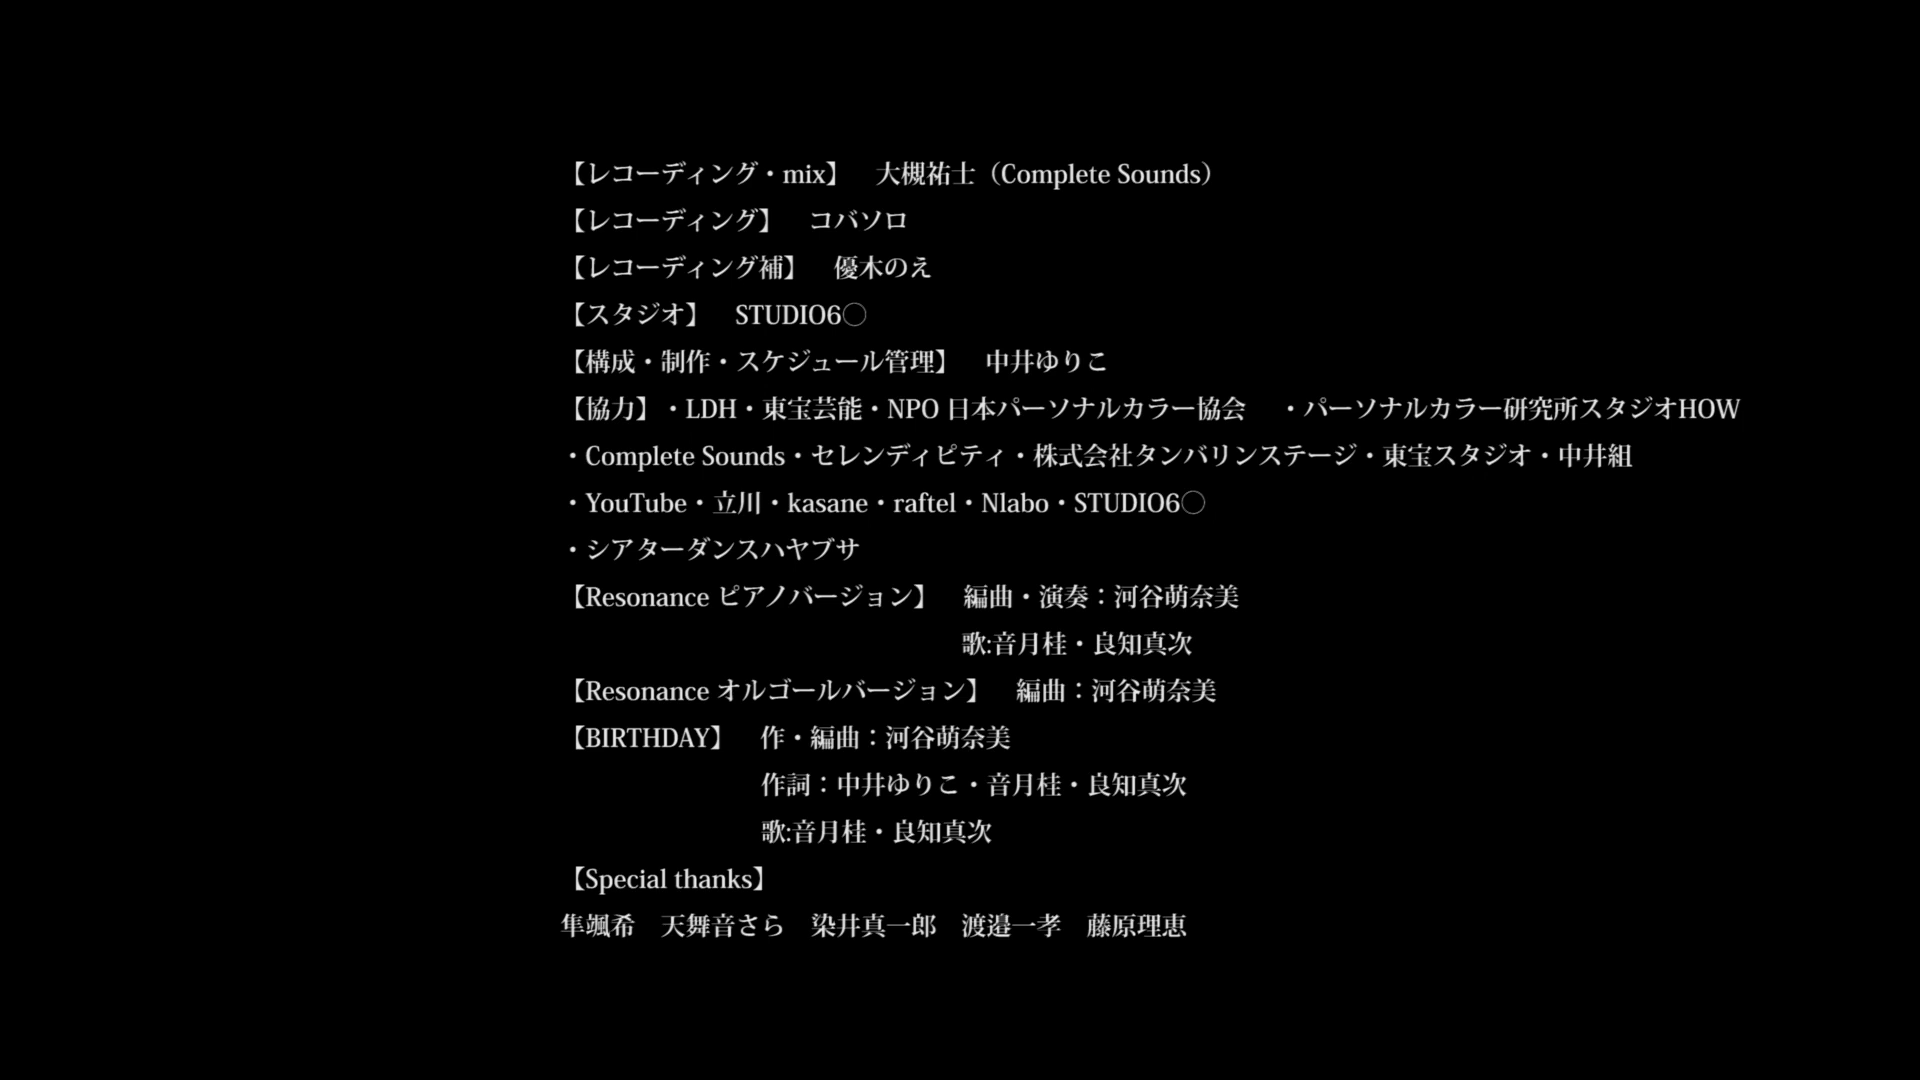 【レコーディング・mix】　大槻祐士（Complete Sounds）
【レコーディング】　コバソロ
【レコーディング補】　優木のえ
【スタジオ】　STUDIO6〇
【構成・制作・スケジュール管理】　中井ゆりこ
【協力】・LDH・東宝芸能・NPO 日本パーソナルカラー協会　・パーソナルカラー研究所スタジオHOW
・Complete Sounds・セレンディピティ・株式会社タンバリンステージ・東宝スタジオ・中井組
・YouTube・立川・kasane・raftel・Nlabo・STUDIO6〇
・シアターダンスハヤブサ
【Resonance ピアノバージョン】　編曲・演奏：河谷萌奈美
歌:音月桂・良知真次
【Resonance オルゴールバージョン】　編曲：河谷萌奈美
【BIRTHDAY】　作・編曲：河谷萌奈美
作詞：中井ゆりこ・音月桂・良知真次
歌:音月桂・良知真次
【Special thanks】
隼颯希　天舞音さら　染井真一郎　渡邉一孝　藤原理恵